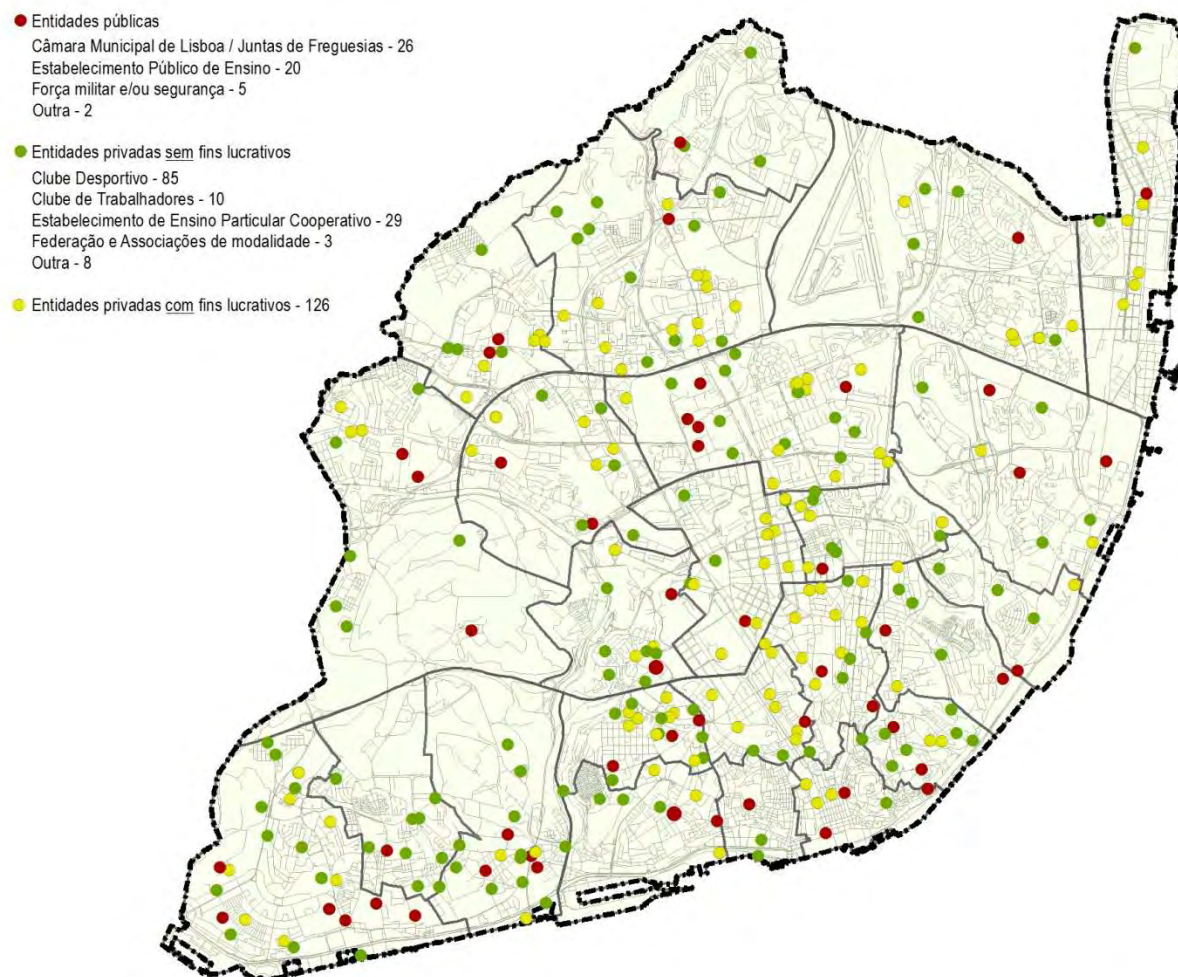 Entidades públicas
Câmara Municipal de Lisboa / Juntas de Freguesias - 26
Estabelecimento Público de Ensino - 20
Força militar e/ou segurança - 5
Outra - 2
Entidades privadas sem fins lucrativos
Clube Desportivo - 85
Clube de Trabalhadores - 10
Estabelecimento de Ensino Particular Cooperativo - 29
Federação e Associações de modalidade - 3
Outra - 8
Entidades privadas com fins lucrativos - 126